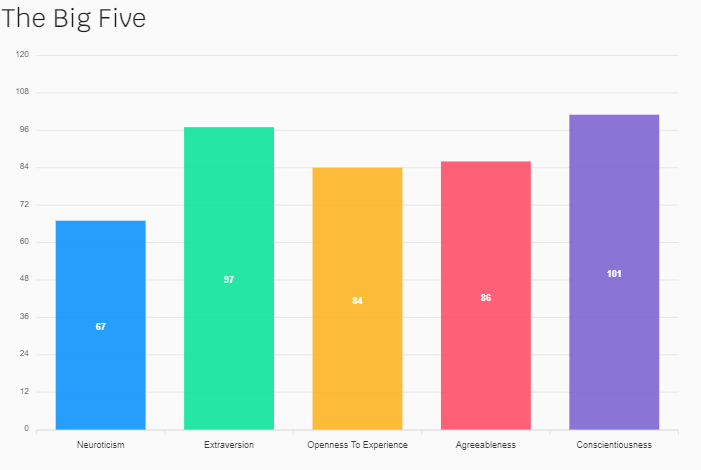 The Big Five
120
108
96
84
72
60
48
36
24
12
0
67
97
84
86
101
Neuroticism
Extraversion
Openness To Experience
Agreeableness
Conscientiousness